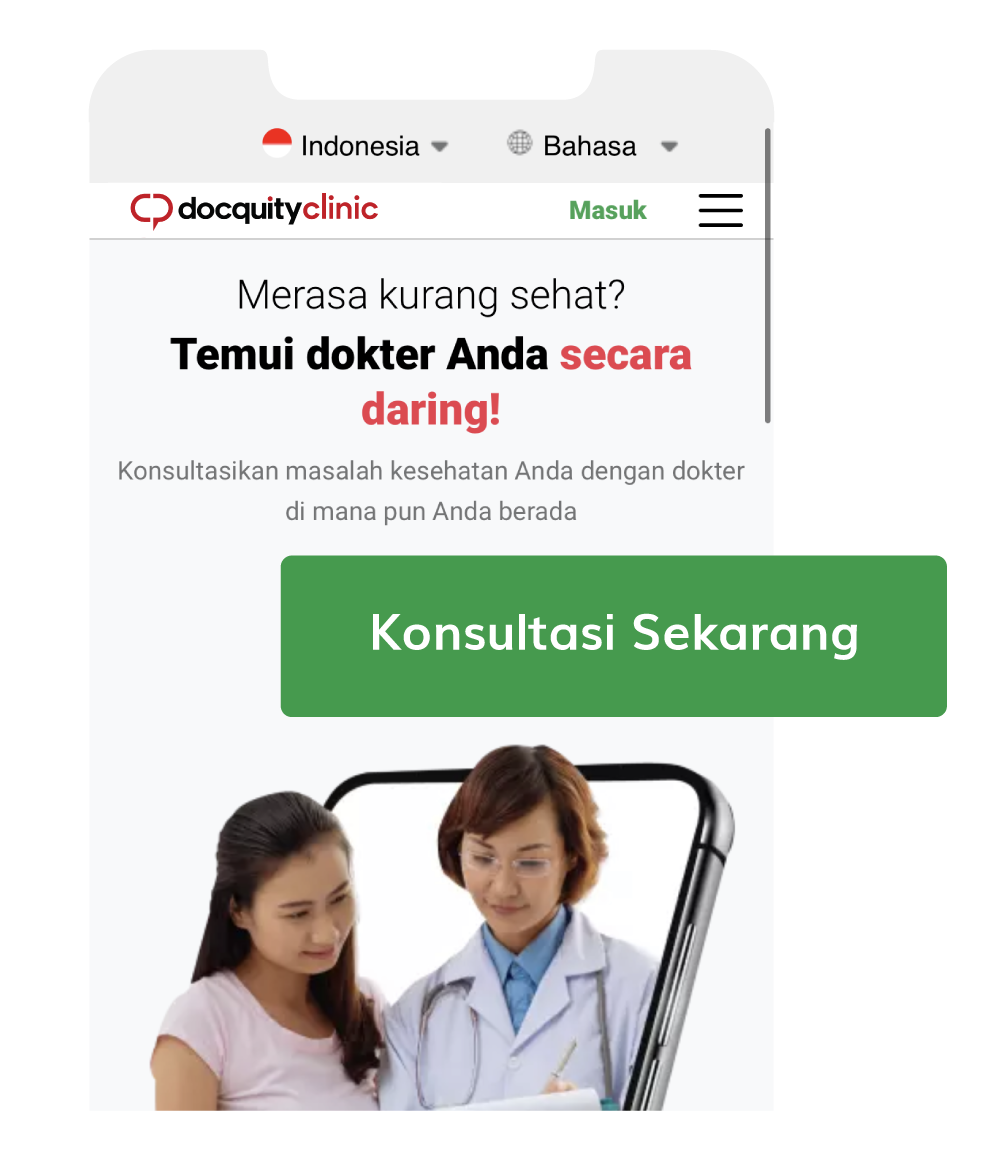 Indonesia Bahasa
docquityclinic Masuk
Merasa kurang sehat?
Temui dokter Anda secara
daring!
Konsultasikan masalah kesehatan Anda dengan dokter
di mana pun Anda berada
Konsultasi Sekarang